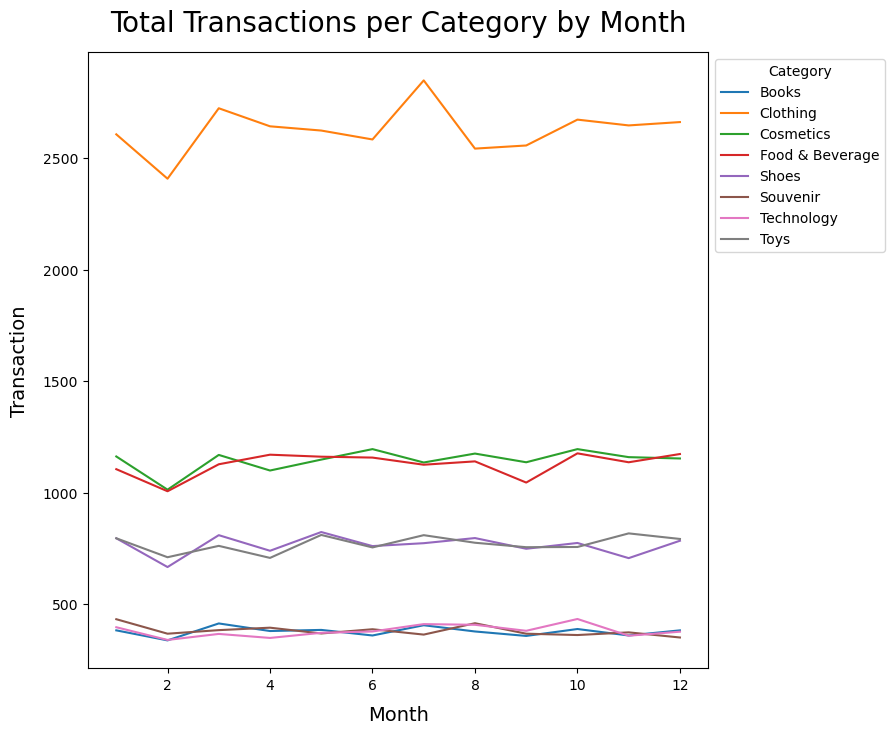 Total Transactions per Category by Month
Category
Books
Clothing
Cosmetics
Food & Beverage
Shoes
Souvenir
Technology
Toys
2500
2000
1500
1000
500
Transaction
2 4 6 8 10 12
Month